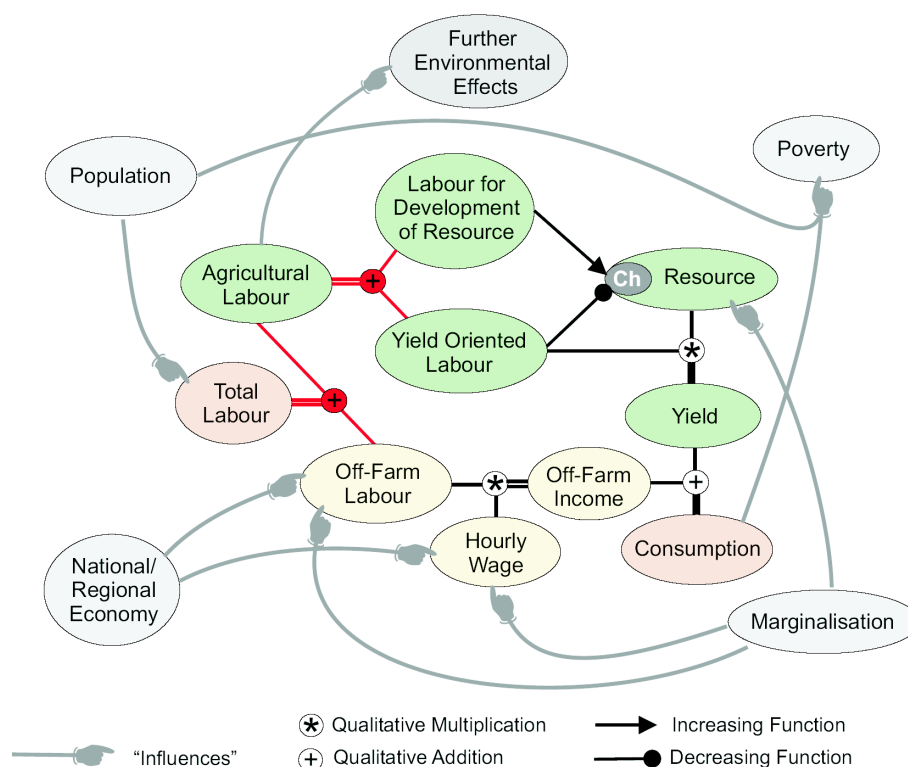 Further
Environmental
Effects
Population
Poverty
Labour for
Development
of Resource
Agricultural
Labour
+
Ch
Resource
Yield Oriented
Labour
*
Total
Labour
+
Yield
Off-Farm
Labour
*
Off-Farm
Income
+
Hourly
Wage
Consumption
National/
Regional
Economy
Marginalisation
* Qualitative Multiplication
Increasing Function
"Influences"
+ Qualitative Addition
Decreasing Function